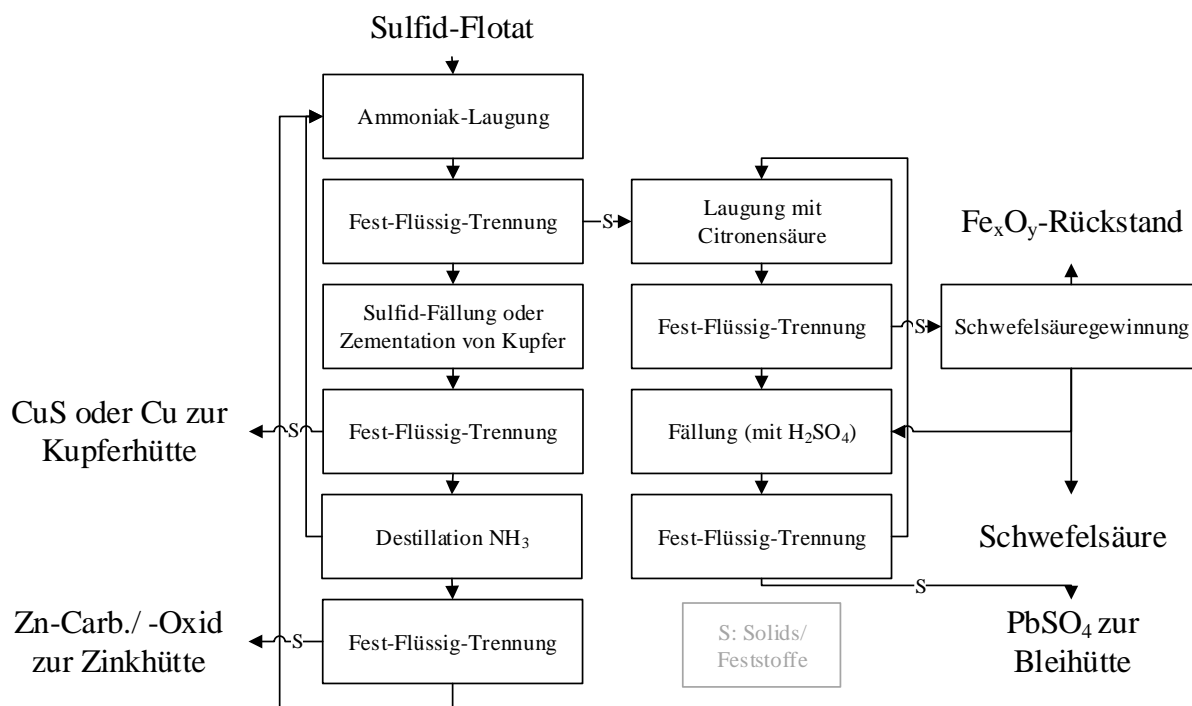 Sulfid-Flotat
Ammoniak-Laugung
Fest-Flüssig-Trennung
S
Laugung mit
Citronensäure
FexOy-Rückstand
Sulfid-Fällung oder
Zementation von Kupfer
Fest-Flüssig-Trennung
S
Schwefelsäuregewinnung
CuS oder Cu zur
Kupferhütte
S
Fest-Flüssig-Trennung
Fällung (mit H2SO4)
Destillation NH3
Fest-Flüssig-Trennung
Schwefelsäure
S
Zn-Carb./ -Oxid
zur Zinkhütte
S
Fest-Flüssig-Trennung
S: Solids/
Feststoffe
PbSO4 zur
Bleihütte